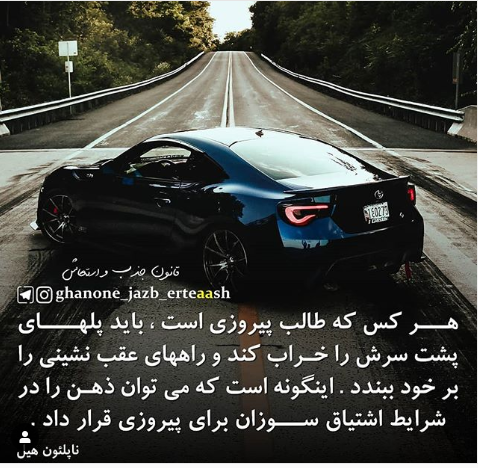 قانون جذب و ارتعاش
ghanone_jazb_erteaash
هر کس که طالب پیروزی است ، باید پلهای
پشت سرش را خراب کند و راههای عقب نشینی را
بر خود ببندد . اینگونه است که می توان ذهن را در
شرایط اشتیاق سوزان برای پیروزی قرار داد .
ناپلئون هیل